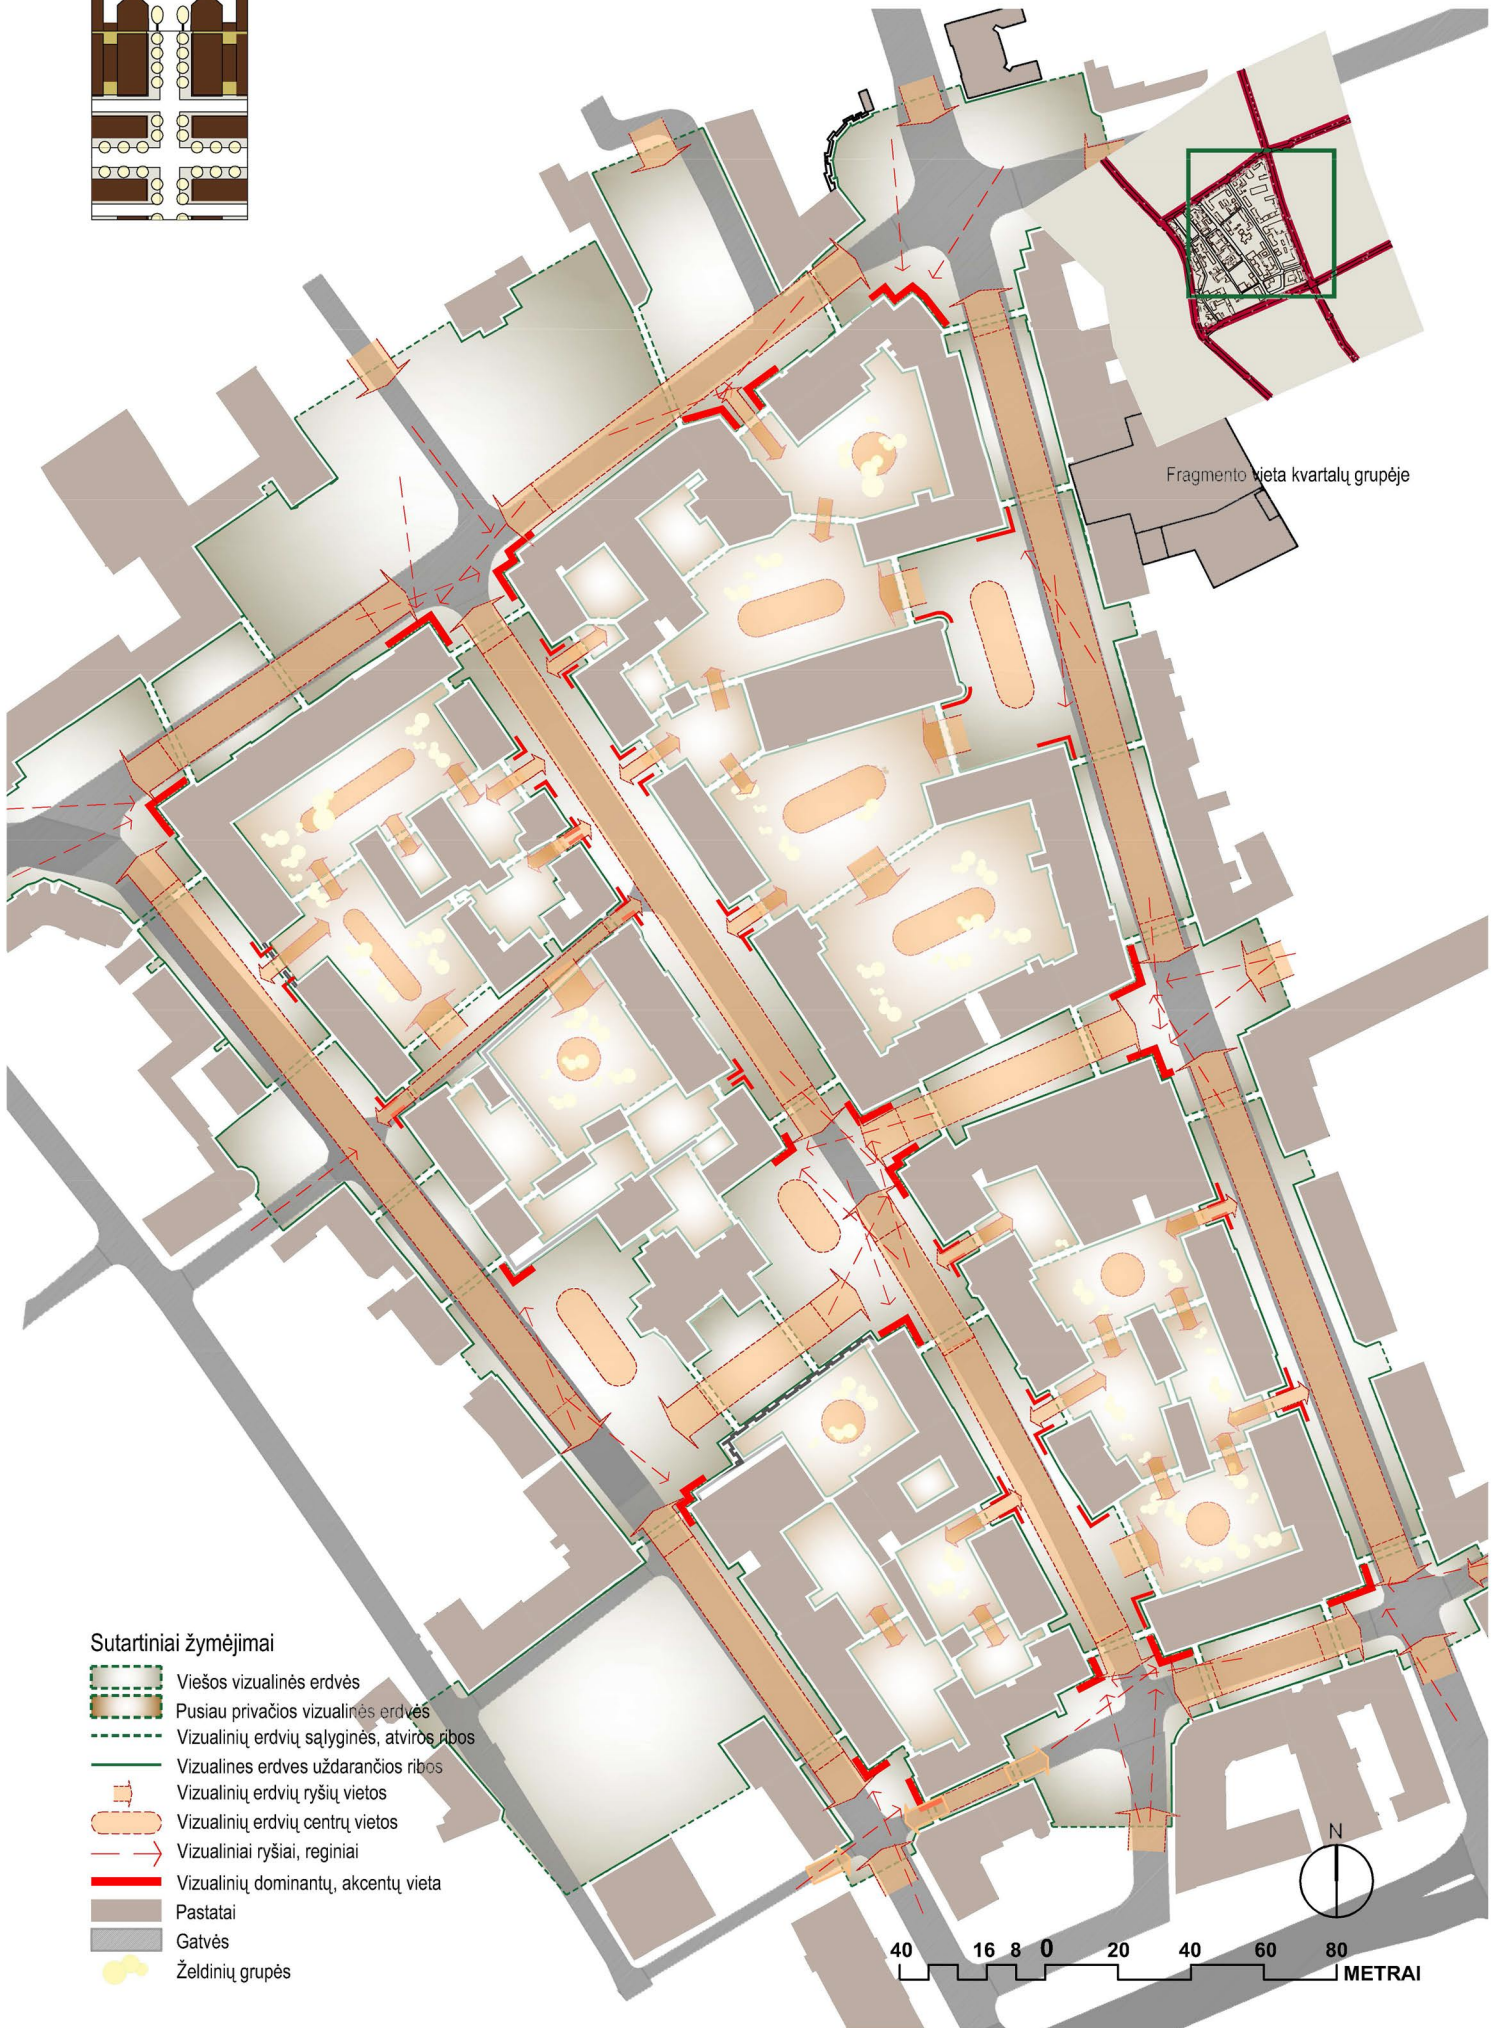 Fragmento vieta kvartalų grupėje
Sutartiniai žymėjimai
Viešos vizualinės erdvės
Pusiau privačios vizualinės erdvės
Vizualinių erdvių sąlyginės, atviros ribos
Vizualines erdves uždarančios ribos
Vizualinių erdvių ryšių vietos
Vizualinių erdvių centrų vietos
Vizualiniai ryšiai, reginiai
Vizualinių dominantų, akcentų vieta
Pastatai
Gatvės
Želdinių grupės
N
40 16 8 0 20 40 60 80
METRAI